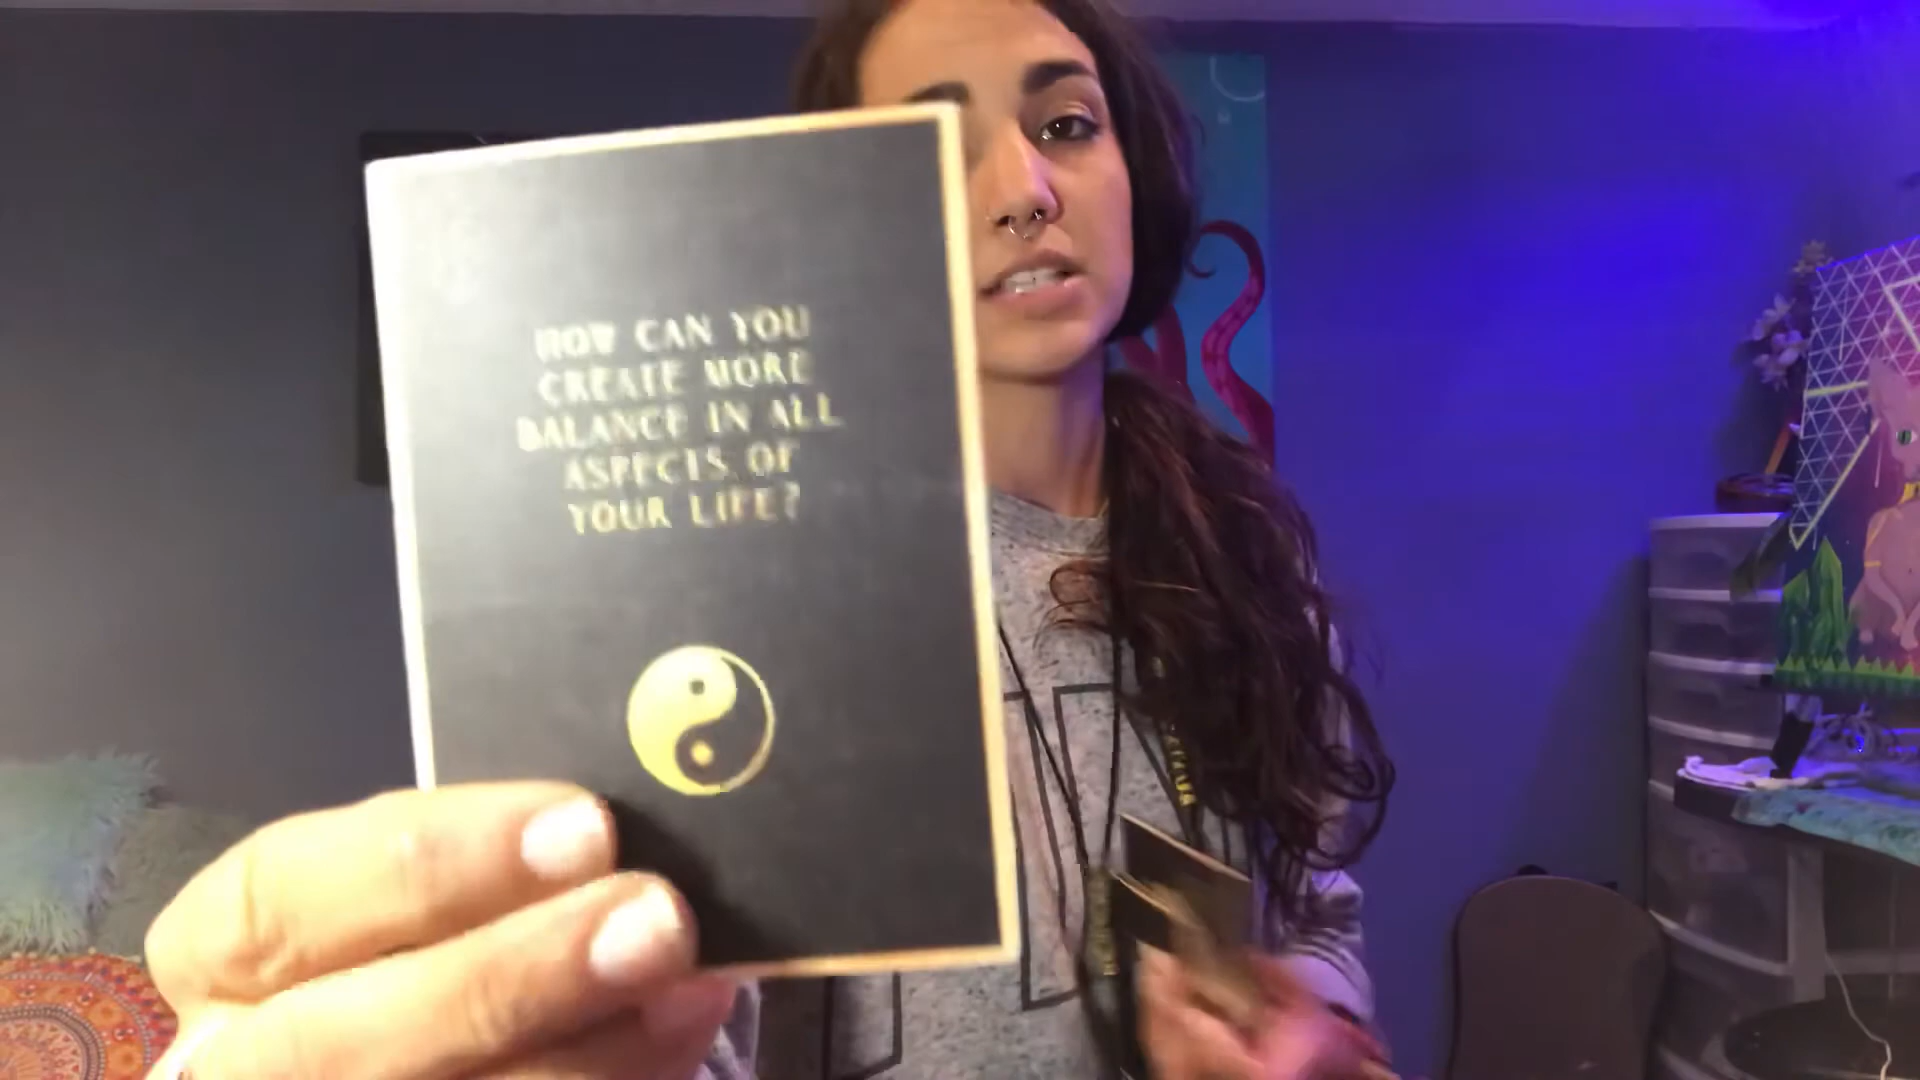 HOW CAN YOU
CREATE MORE
BALANCE IN ALL
ASPECTS OF
YOUR LIFE?